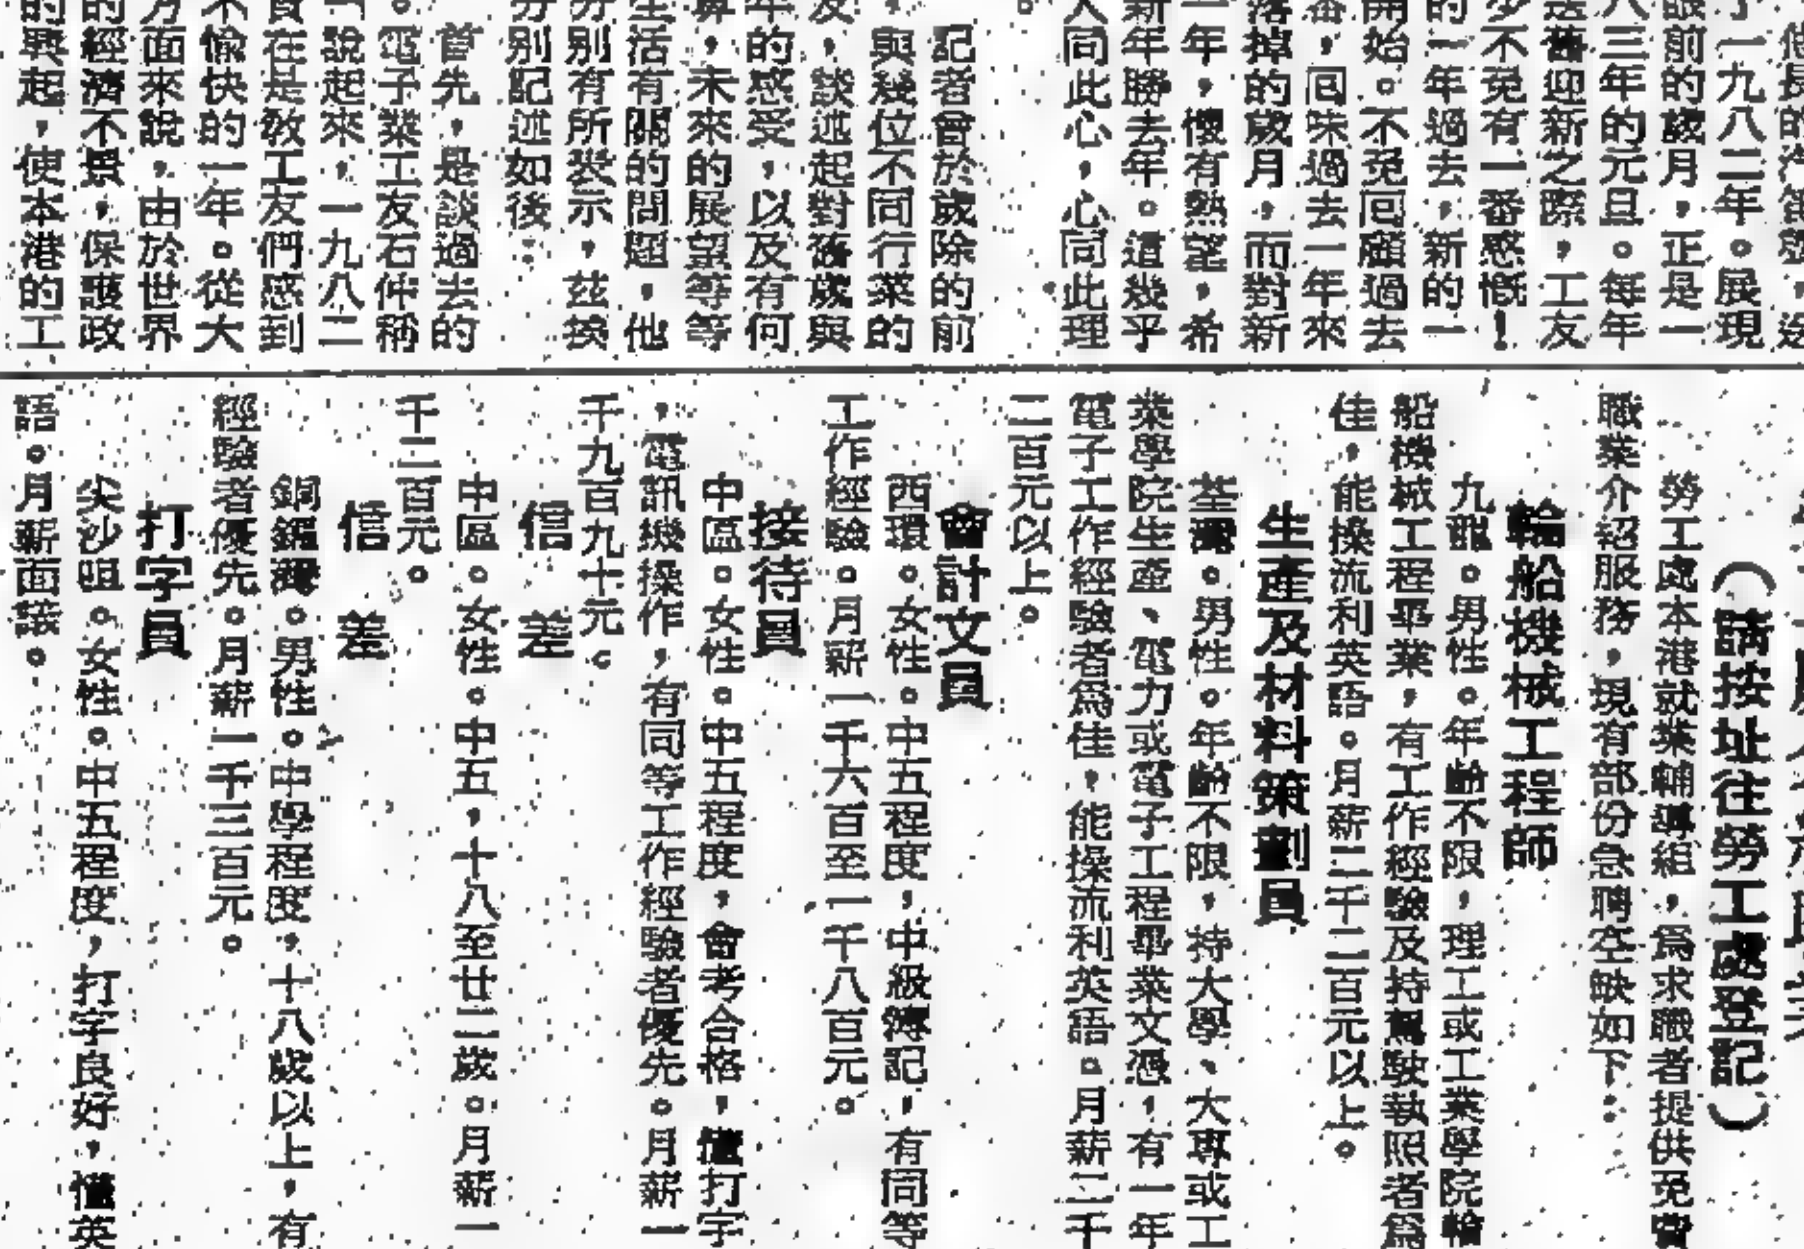 了一九八二年。展現
眼前的歲月，正是一
八三年的元旦。每年
送舊迎新之際，工友
少不免有一番感慨！
的一年過去，新的一
開始。不免回顧過去
番，回味過去一年來
落掉的歲月，而對新
一年，懷有熱望，希
新年勝去年。這幾乎
人同此心，心同此理
。
記者會於歲除的前
，與幾位不同行業的
及，談述起對舊歲與
年的感受，以及有何
算，未來的展望等等
生活有關的問題，他
分別有所表示，茲挨
分別記述如後：
首先，是談過去的
。電子業工友石仲稱
說起來，一九八二
實在是教工友們感到
不愉快的一年。從大
方面來說，由於世界
的經濟不景，保護政
的興起，使本港的工
（請按址往勞工處登記）
勞工處本港就業輔導組，爲求職者提供免費
職業介紹服務，現有部份急聘空缺如下：
輪船機械工程師
九龍。男性。年齡不限，理工或工業學院輪
船機械工程畢業，有工作經驗及持駕駛執照者爲
佳，能操流利英語。月薪二千二百元以上。
生產及材料策劃員
荃灣。男性。年齡不限，持大學、大專或工
業學院生產、電力或電子工程畢業文憑，有一年
電子工作經驗者爲佳，能操流利英語。月薪二千
二百元以上。
會計文員
西環。女性。中五程度，中級簿記，有同等
工作經驗。月薪一千六百至一千八百元。
接待員
中區。女性。中五程度，會考合格，懂打字
，電訊機操作，有同等工作經驗者優先。月薪一
千九百九十元。
信 差
中區。女性。中五，十八至廿二歲。月薪一
千二百元。
信 差
銅鑼灣。男性。中學程度，十八歲以上，有
經驗者優先。月薪一千三百元。
打字員
尖沙咀。女性。中五程度，打字良好，懂英
語。月薪面議。